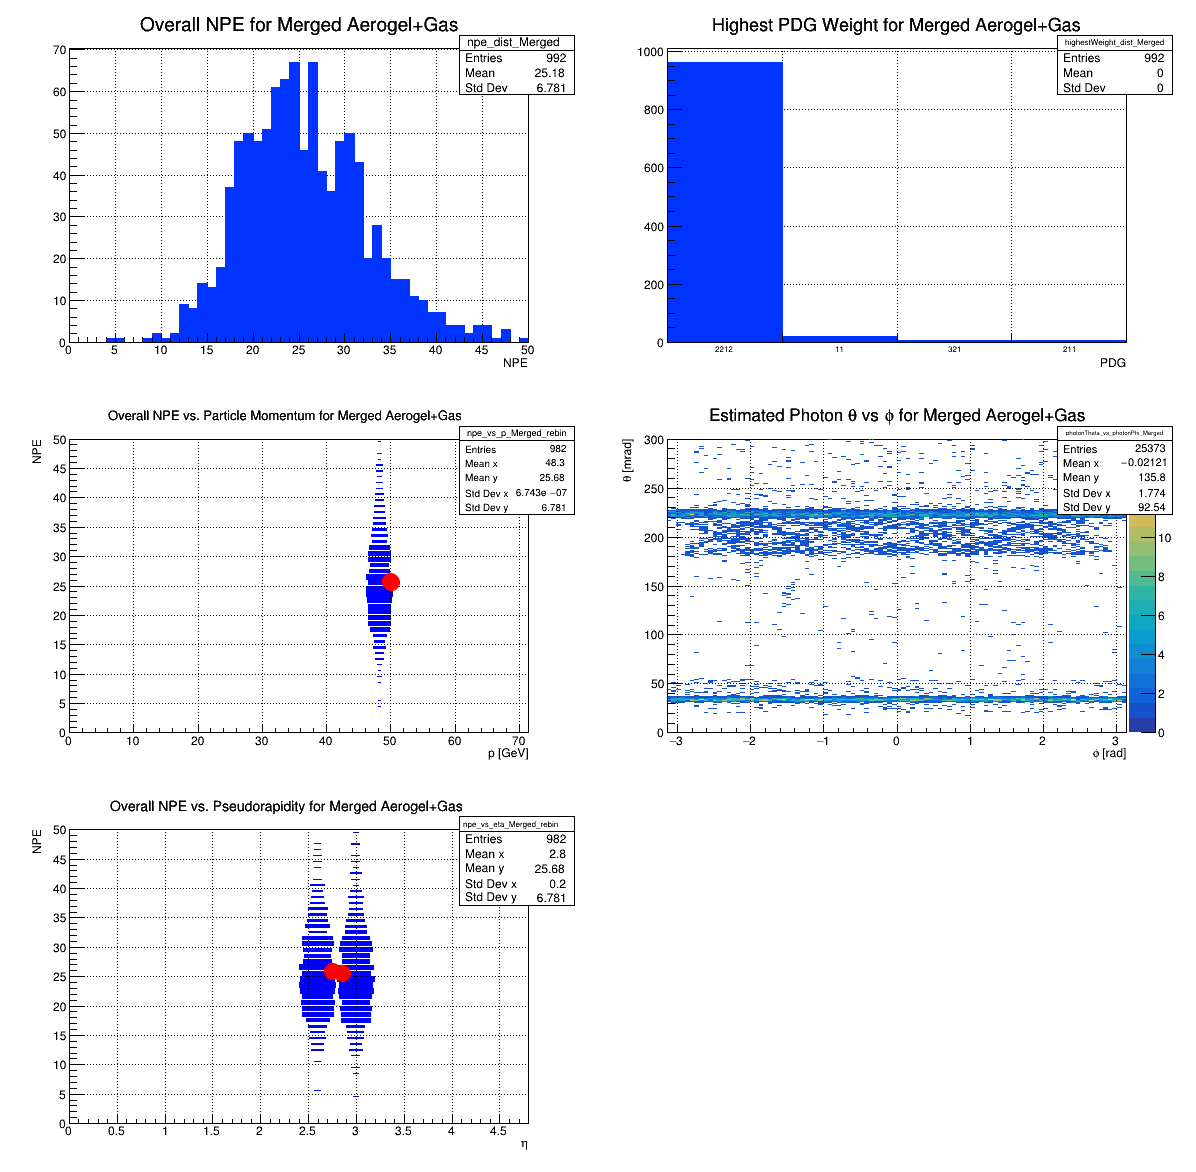 Overall NPE for Merged Aerogel+Gas
npe_dist_Merged
Entries 992
Mean 25.18
Std Dev 6.781
70
60
50
40
30
20
10
0
0 5 10 15 20 25 30 35 40 45 50
NPE
Highest PDG Weight for Merged Aerogel+Gas
highestWeight_dist_Merged
Entries 992
Mean 0
Std Dev 0
1000
800
600
400
200
0
2212 11 321 211
PDG
Overall NPE vs. Particle Momentum for Merged Aerogel+Gas
npe_vs_p_Merged_rebin
Entries 982
Mean x 48.3
Mean y 25.68
Std Dev x 6.743e −07
Std Dev y 6.781
NPE
50
45
40
35
30
25
20
15
10
5
0
0 10 20 30 40 50 60 70
p [GeV]
Estimated Photon θ vs ϕ for Merged Aerogel+Gas
photonTheta_vs_photonPhi_Merged
Entries 25373
Mean x −0.02121
Mean y 135.8
Std Dev x 1.774
Std Dev y 92.54
θ [mrad]
300
250
200
150
100
50
0
−3 −2 −1 0 1 2 3
ϕ [rad]
10
8
6
4
2
0
Overall NPE vs. Pseudorapidity for Merged Aerogel+Gas
npe_vs_eta_Merged_rebin
Entries 982
Mean x 2.8
Mean y 25.68
Std Dev x 0.2
Std Dev y 6.781
NPE
50
45
40
35
30
25
20
15
10
5
0
0 0.5 1 1.5 2 2.5 3 3.5 4 4.5
η